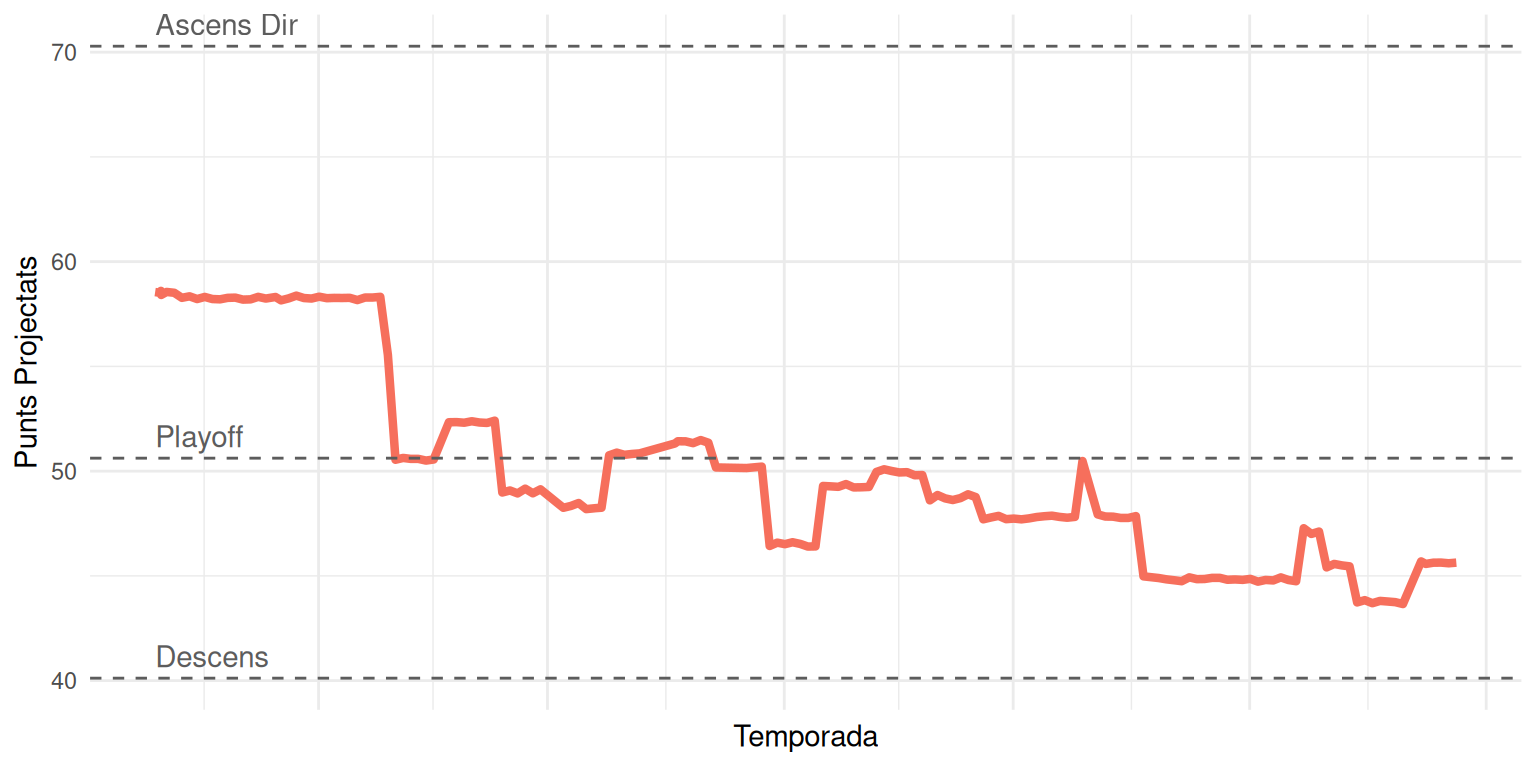 Ascens Dir
70
60
Punts Projectats
Playoff
50
Descens
40
Temporada